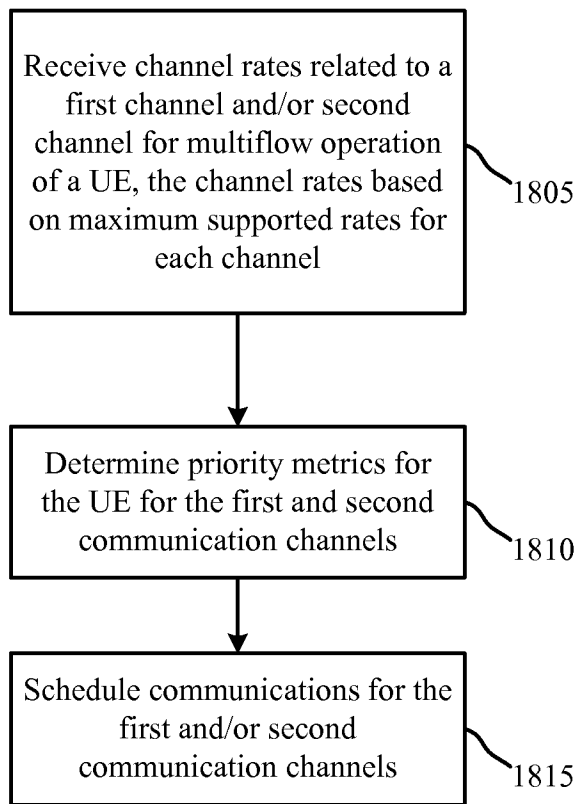 Receive channel rates related to a
first channel and/or second
channel for multiflow operation
of a UE, the channel rates based
on maximum supported rates for
each channel
1805
Determine priority metrics for
the UE for the first and second
communication channels
1810
Schedule communications for the
first and/or second
communication channels
1815